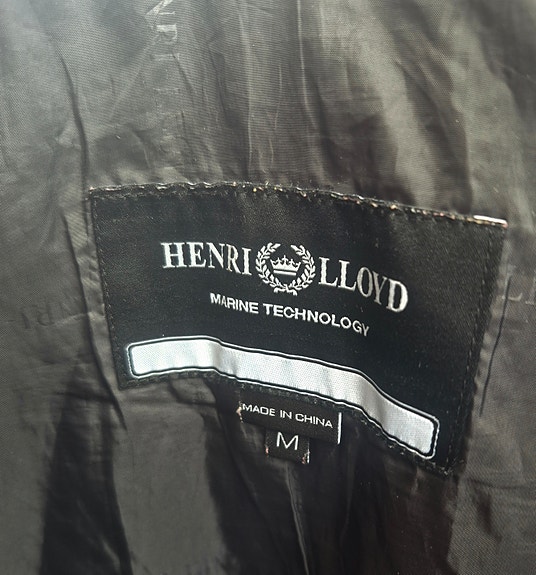 HENRI LLOYD
MARINE TECHNOLOGY
MADE IN CHINA
M